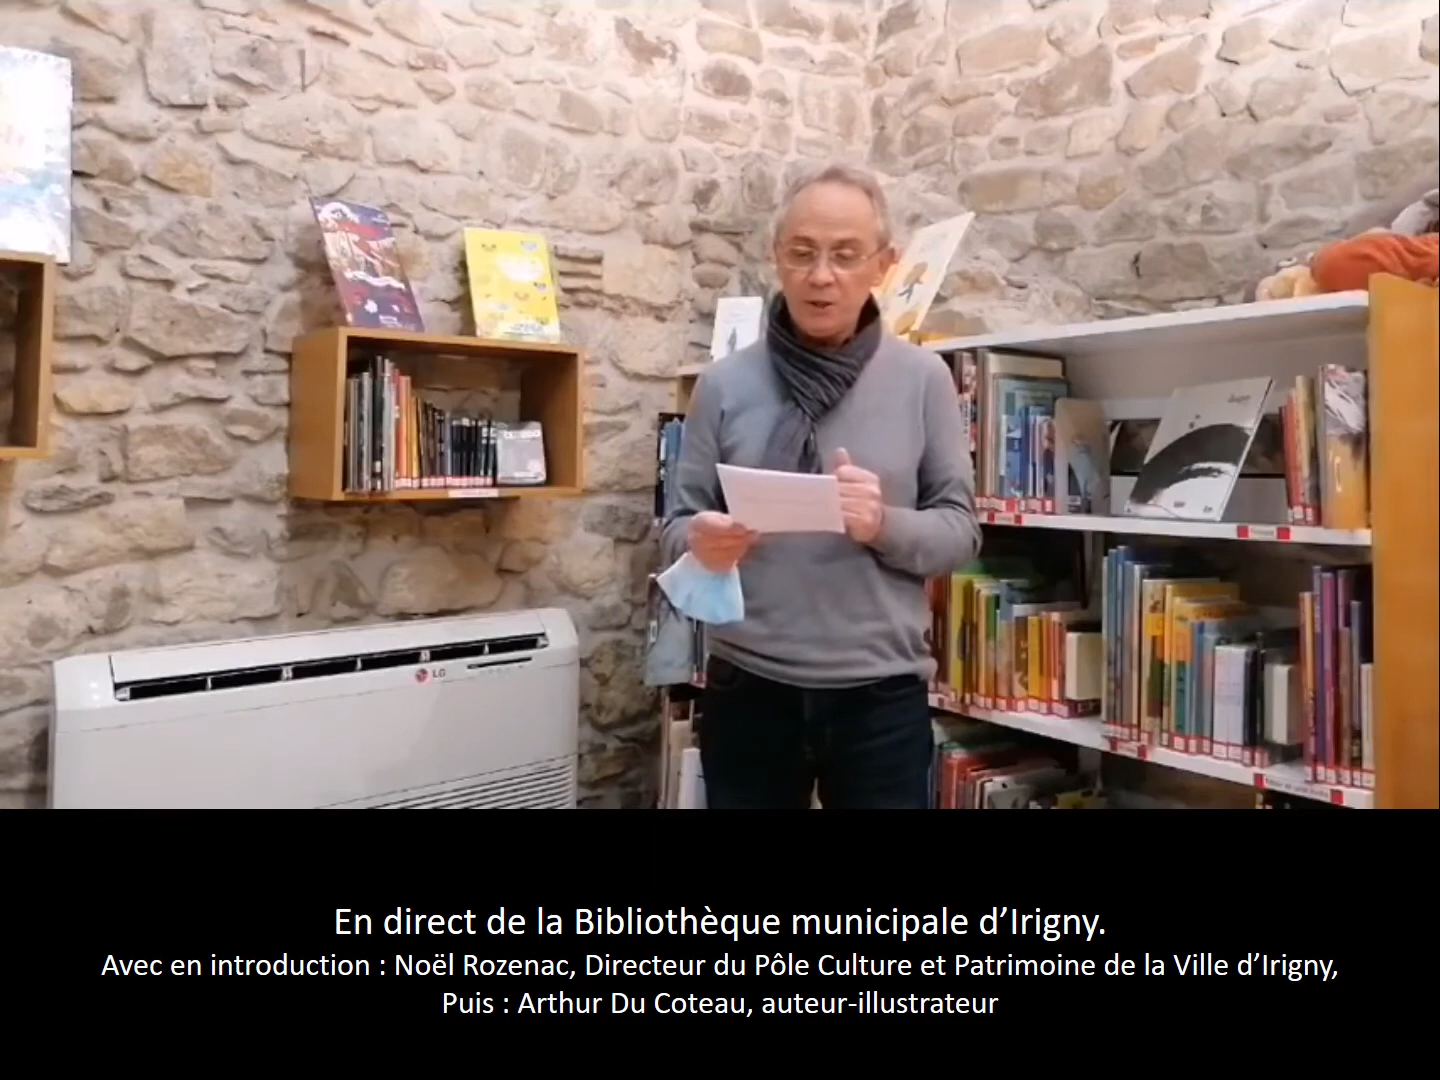 LG
En direct de la Bibliothèque municipale d’Irigny.
Avec en introduction : Noël Rozenac, Directeur du Pôle Culture et Patrimoine de la Ville d’Irigny,
Puis : Arthur Du Coteau, auteur-illustrateur